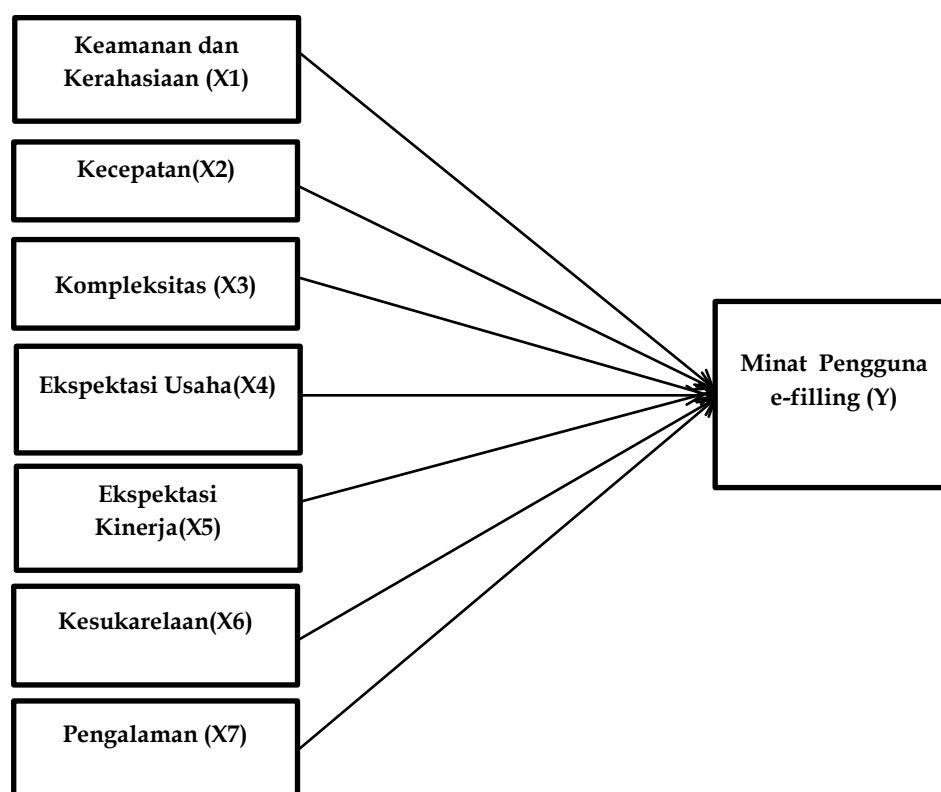 Keamanan dan
Kerahasiaan (X1)
Kecepatan(X2)
Kompleksitas (X3)
Ekspektasi Usaha(X4)
Ekspektasi
Kinerja(X5)
Kesukarelaan(X6)
Pengalaman (X7)
Minat Pengguna
e-filling (Y)